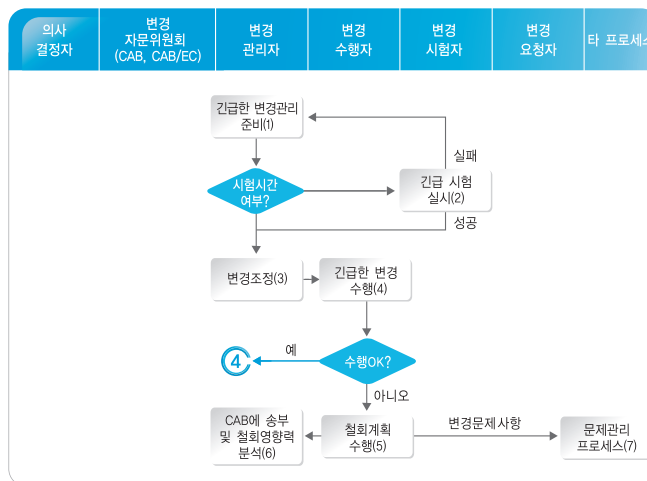 의사
결정자
변경
자문위원회
(CAB, CAB/EC)
변경
관리자
변경
수행자
변경
시험자
변경
요청자
타 프로세스
긴급한 변경관리
준비(1)
실패
시험시간
여부?
긴급 시험
실시(2)
성공
변경조정(3)
긴급한 변경
수행(4)
4
예
수행OK?
아니오
CAB에 송부
및 철회영향력
분석(6)
철회계획
수행(5)
변경문제사항
문제관리
프로세스(7)